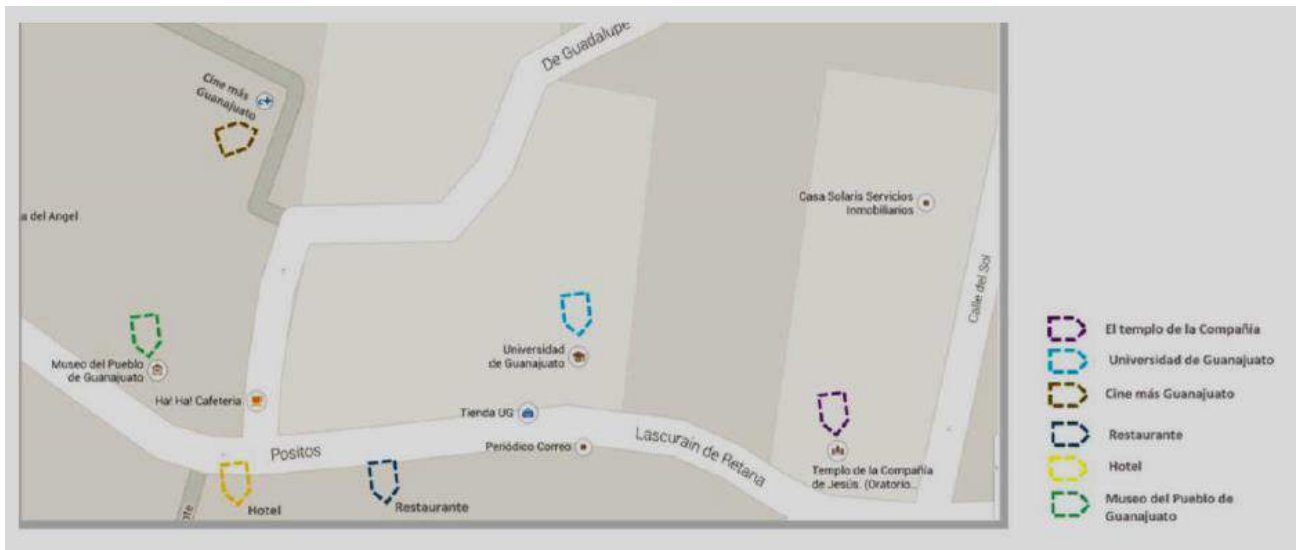 De Guadalupe
Cine más
Guanajuato
Casa Solaris Servicios
Inmobiliarios
a del Angel
Calle del Sol
Museo del Pueblo
de Guanajuato
Universidad
de Guanajuato
Ha! Ha! Cafeteria
Tienda UG
Positos
Periódico Correo
Lascurain de Retana
Templo de la Compañía
de Jesús. (Oratorio...
Hotel
Restaurante
El templo de la Compañía
Universidad de Guanajuato
Cine más Guanajuato
Restaurante
Hotel
Museo del Pueblo de
Guanajuato